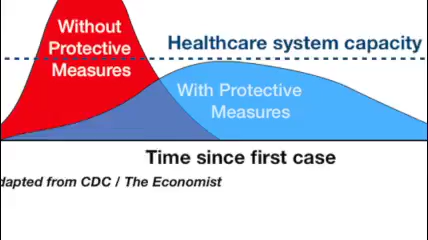 Without
Protective
Measures
Healthcare system capacity
With Protective
Measures
Time since first case
dapted from CDC / The Economist